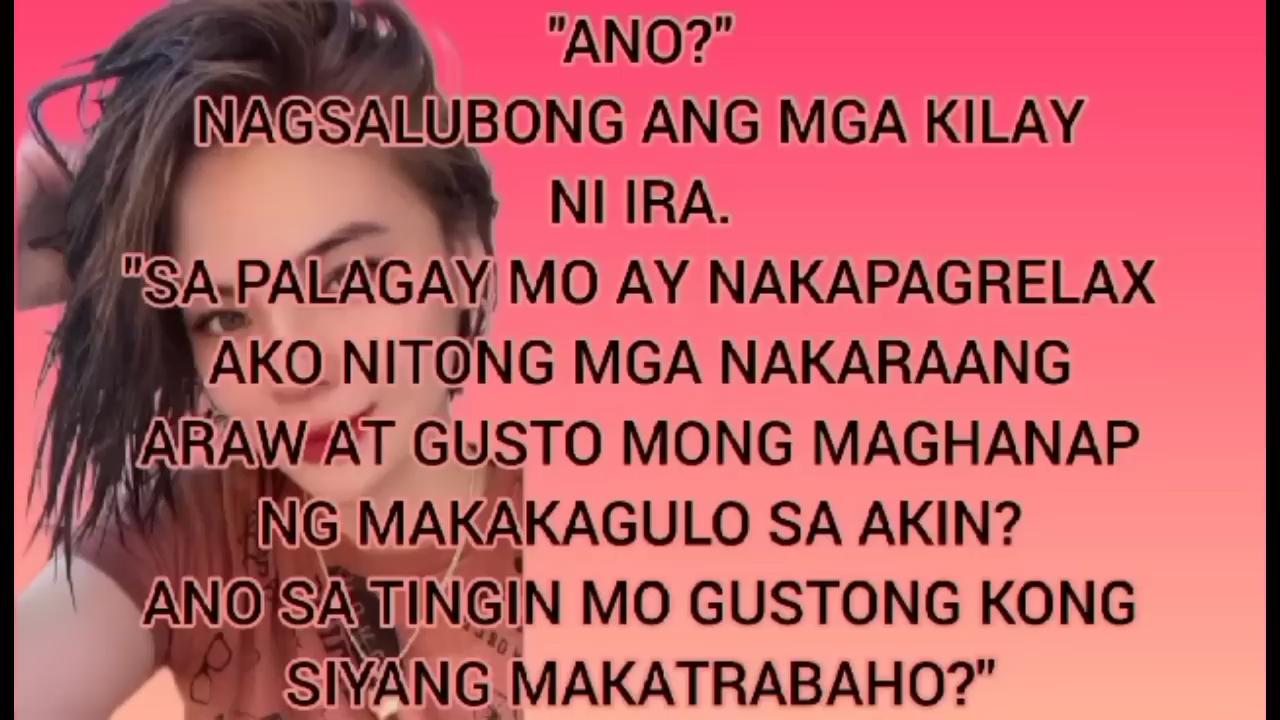 "ANO?"
NAGSALUBONG ANG MGA KILAY
NI IRA.
"SA PALAGAY MO AY NAKAPAGRELAX
AKO NITONG MGA NAKARAANG
ARAW AT GUSTO MONG MAGHANAP
NG MAKAKAGULO SA AKIN?
ANO SA TINGIN MO GUSTONG KONG
SIYANG MAKATRABAHO?"